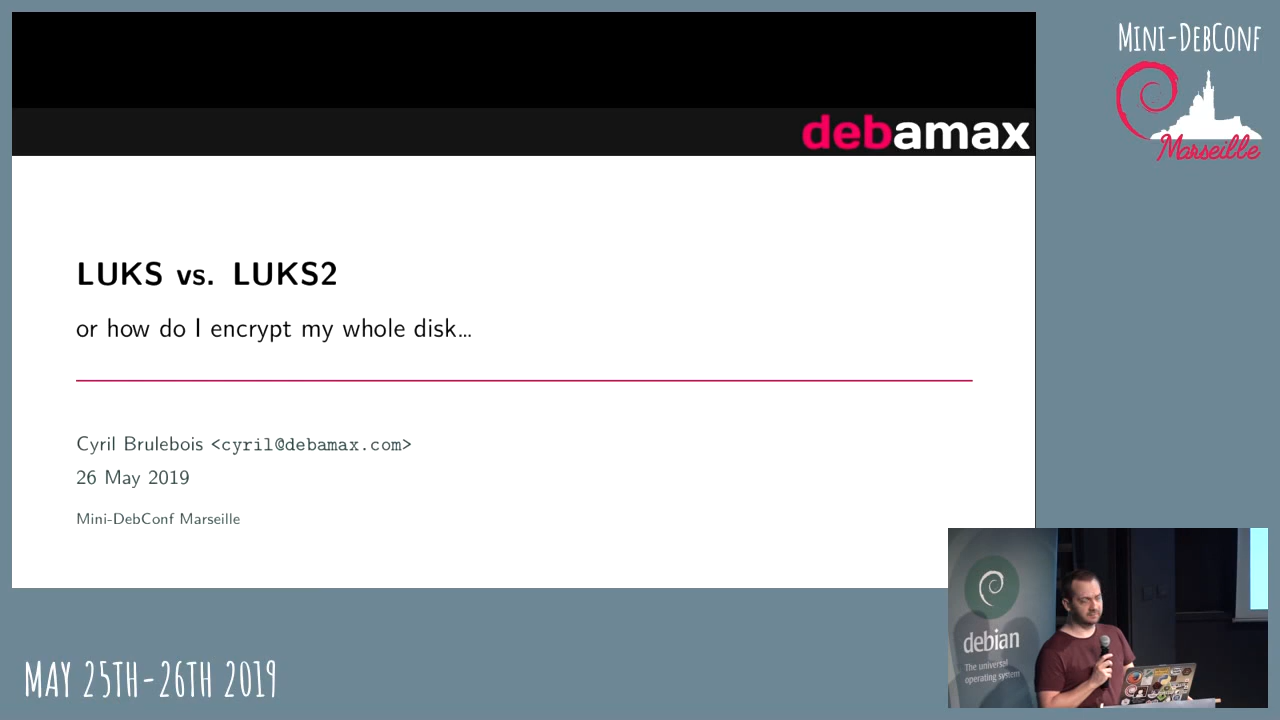 MINI-DEBCONF
Marseille
debamax
LUKS vs. LUKS2
or how do I encrypt my whole disk…
Cyril Brulebois <cyril@debamax.com>
26 May 2019
Mini-DebConf Marseille
debian
The universal
operating system
MAY 25TH-26TH 2019